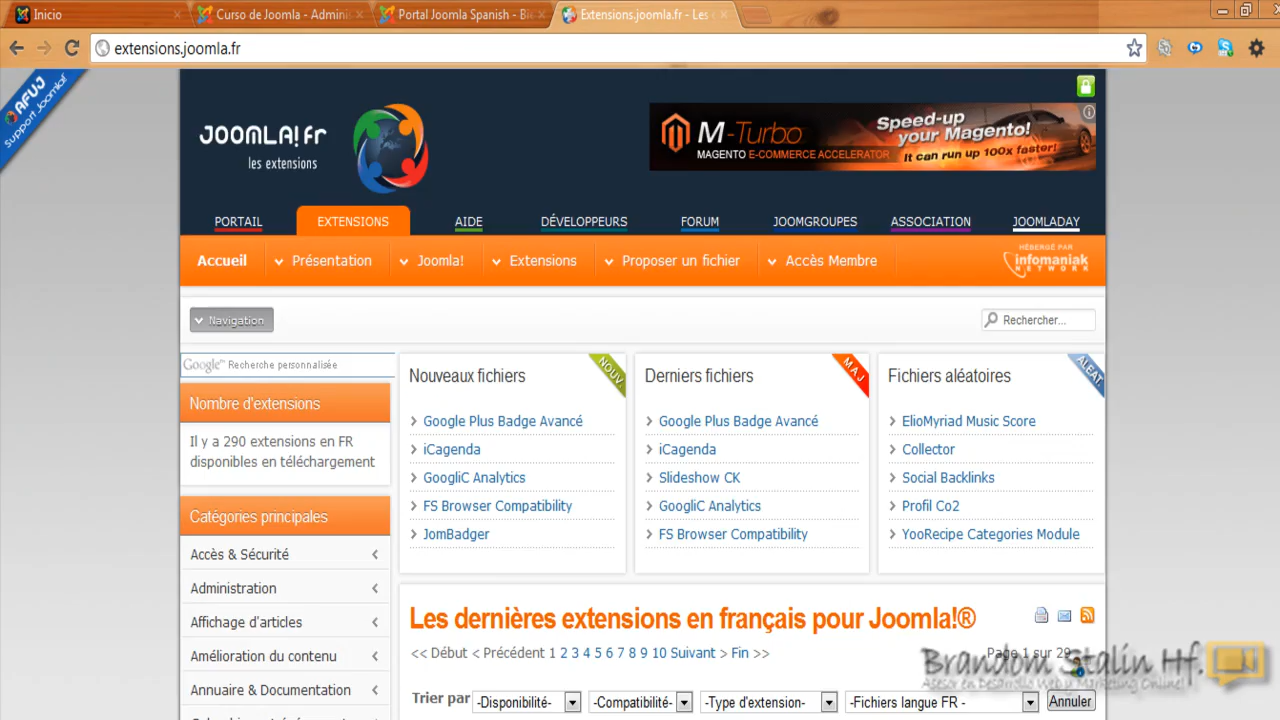 Inicio
Curso de Joomla - Admini
Portal Joomla Spanish - Bi
Extensions.joomla.fr - Les
extensions.joomla.fr
AFUJ
Support Joomla!
JOOMLA! fr
les extensions
M-Turbo
MAGENTO E-COMMERCE ACCELERATOR
Speed-up
your Magento!
It can run up 100x faster!
PORTAIL
EXTENSIONS
AIDE
DÉVELOPPEURS
FORUM
JOOMGROUPES
ASSOCIATION
JOOMLADAY
Accueil
Présentation
Joomla!
Extensions
Proposer un fichier
Accès Membre
HÉBERGÉ PAR
infomaniak
NETWORK
Navigation
Rechercher...
Google™ Recherche personnalisée
Nombre d'extensions
Il y a 290 extensions en FR
disponibles en téléchargement
Catégories principales
Accès & Sécurité
Administration
Affichage d'articles
Amélioration du contenu
Annuaire & Documentation
Nouveaux fichiers
NOUV.
Google Plus Badge Avancé
iCagenda
GooglìC Analytics
FS Browser Compatibility
JomBadger
Derniers fichiers
MAJ
Google Plus Badge Avancé
iCagenda
Slideshow CK
GooglìC Analytics
FS Browser Compatibility
Fichiers aléatoires
ALEAT.
ElioMyriad Music Score
Collector
Social Backlinks
Profil Co2
YooRecipe Categories Module
Les dernières extensions en français pour Joomla!®
<< Début < Précédent 1 2 3 4 5 6 7 8 9 10 Suivant > Fin >>
Page 1 sur 29
Trier par
-Disponibilité-
-Compatibilité-
-Type d'extension-
-Fichiers langue FR -
Annuler
Brandom Stalin Hf.